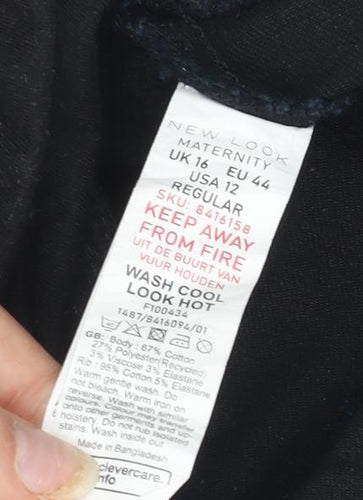 NEW LOOK
MATERNITY
UK 16 EU 44
USA 12
REGULAR
SKU: 8416158
KEEP AWAY
FROM FIRE
UIT DE BUURT VAN
VUUR HOUDEN
WASH COOL
LOOK HOT
F100434
1487/8416094/01
GB: Body : 67% Cotton
27% Polyester(Recycled)
3% Viscose 3% Elastane
Rib : 95% Cotton 5% Elastane
Warm gentle wash. Do
not bleach. Warm iron on
reverse. Wash with similar
colours. Colour may transfer
onto other garments and
upholstery. Do not rub isolated
stains. Wash inside out
Made in Bangladesh
clevercare.
info